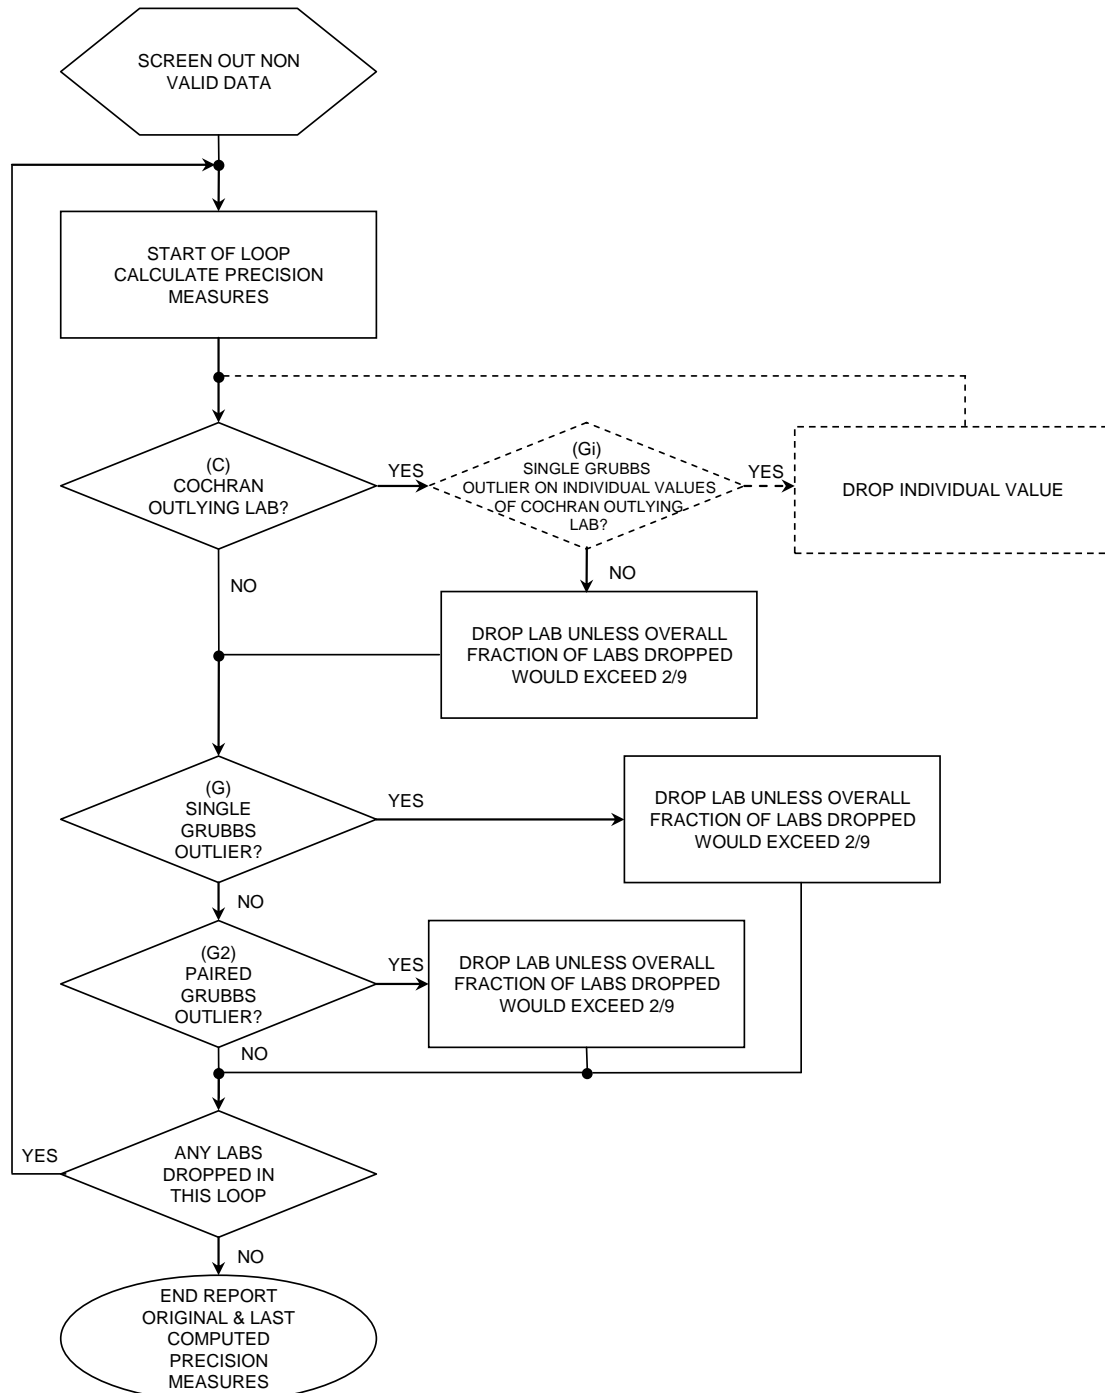 SCREEN OUT NON
VALID DATA
START OF LOOP
CALCULATE PRECISION
MEASURES
(C)
COCHRAN
OUTLYING LAB?
YES
(Gi)
SINGLE GRUBBS
OUTLIER ON INDIVIDUAL VALUES
OF COCHRAN OUTLYING
LAB?
YES
DROP INDIVIDUAL VALUE
NO
NO
DROP LAB UNLESS OVERALL
FRACTION OF LABS DROPPED
WOULD EXCEED 2/9
(G)
SINGLE
GRUBBS
OUTLIER?
YES
DROP LAB UNLESS OVERALL
FRACTION OF LABS DROPPED
WOULD EXCEED 2/9
NO
(G2)
PAIRED
GRUBBS
OUTLIER?
YES
DROP LAB UNLESS OVERALL
FRACTION OF LABS DROPPED
WOULD EXCEED 2/9
NO
YES
ANY LABS
DROPPED IN
THIS LOOP
NO
END REPORT
ORIGINAL & LAST
COMPUTED
PRECISION
MEASURES